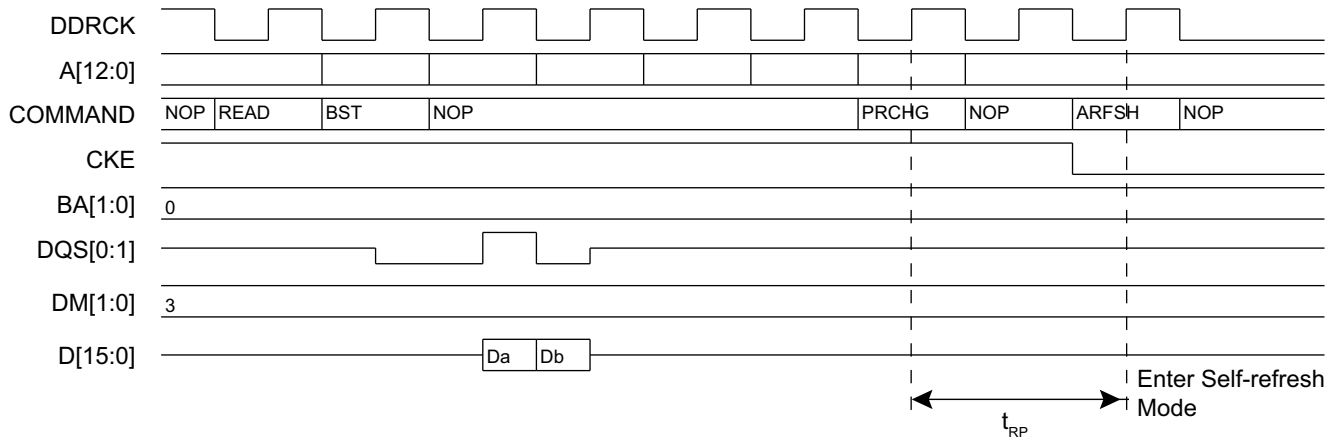 DDRCK
A[12:0]
COMMAND NOP READ BST NOP PRCHG NOP ARFSH NOP
CKE
BA[1:0] 0
DQS[0:1]
DM[1:0] 3
D[15:0] Da Db
Enter Self-refresh
Mode
tRP